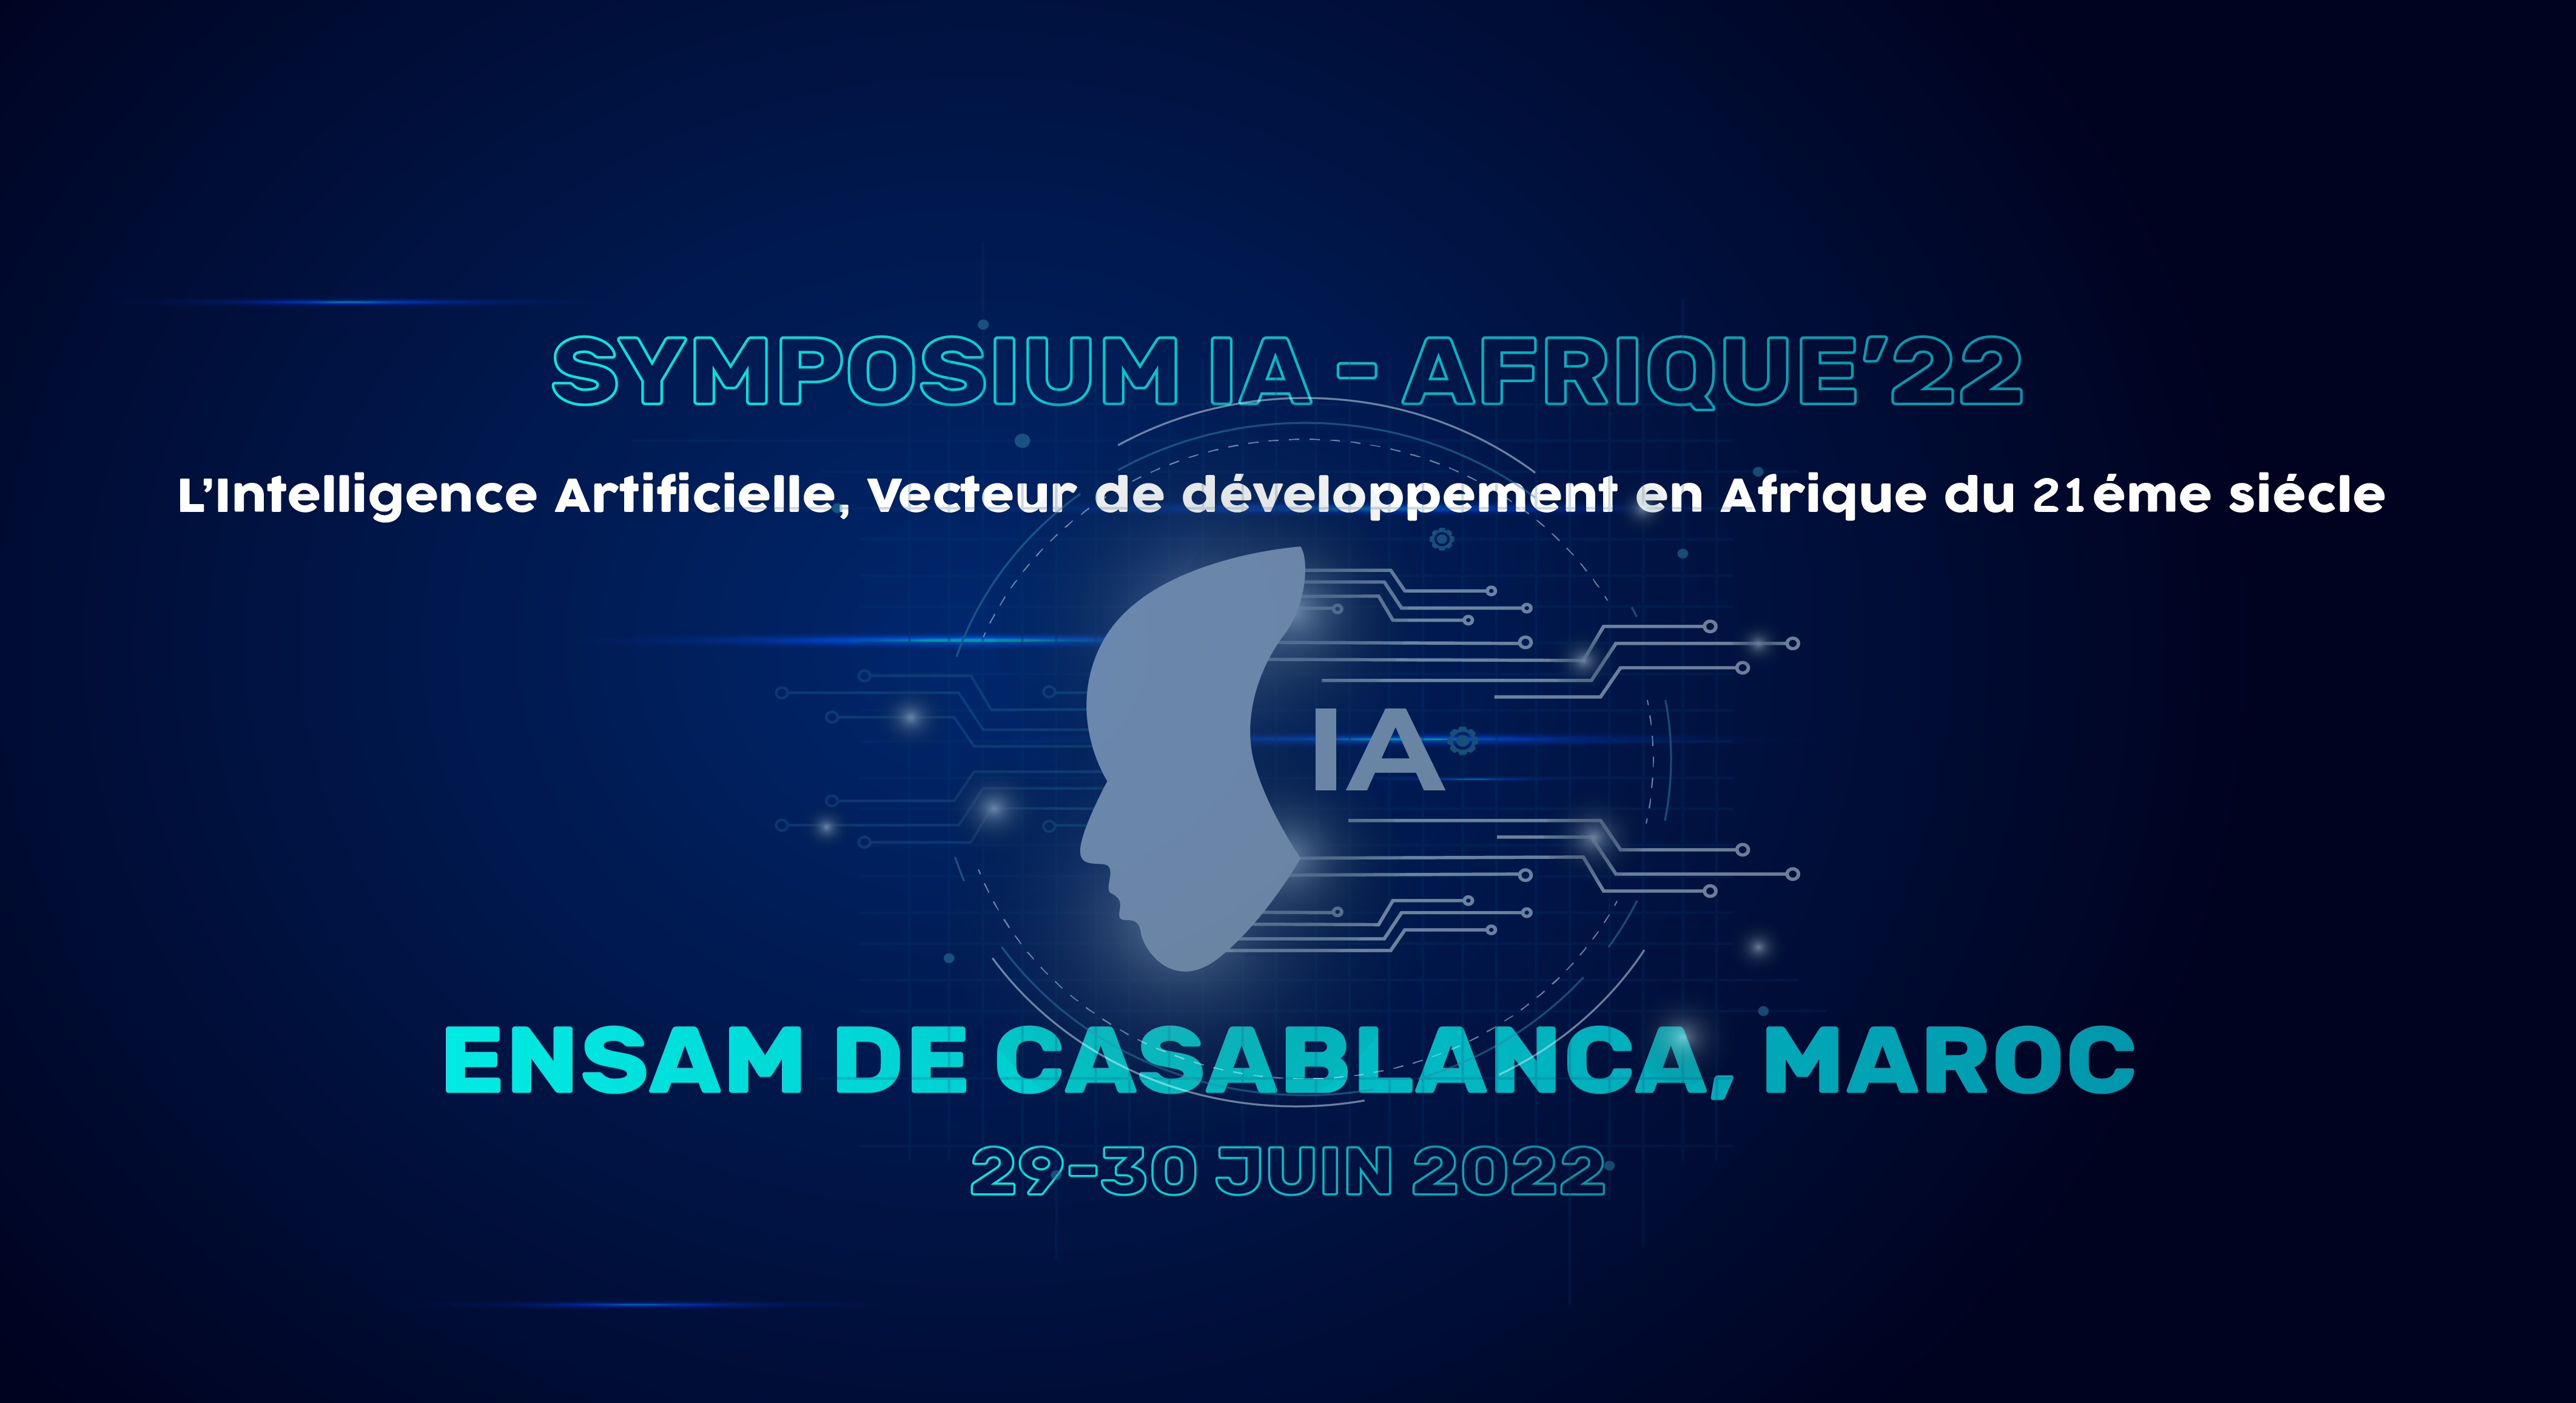 SYMPOSIUM IA - AFRIQUE'22
L'Intelligence Artificielle, Vecteur de développement en Afrique du 21éme siécle
IA
ENSAM DE CASABLANCA, MAROC
29-30 JUIN 2022